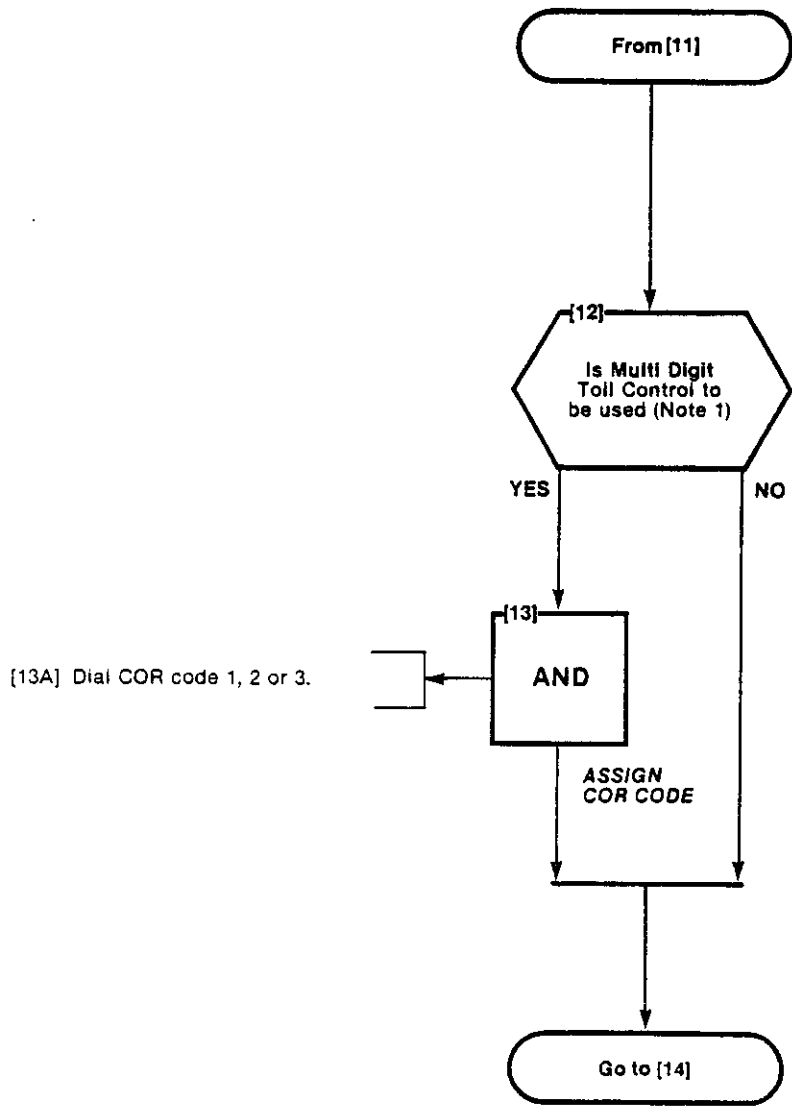 From [11]
[12]
Is Multi Digit
Toll Control to
be used (Note 1)
YES
NO
[13]
AND
[13A] Dial COR code 1, 2 or 3.
ASSIGN
COR CODE
Go to [14]